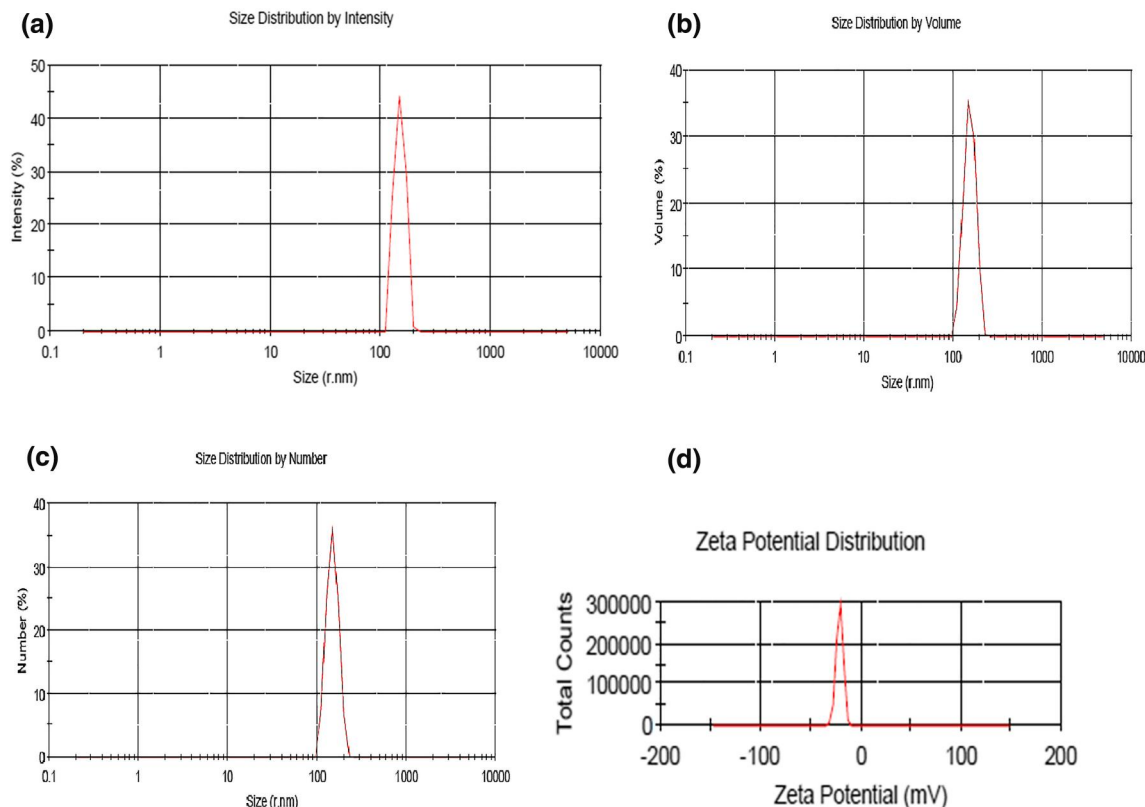 (a)
Size Distribution by Intensity
50
40
30
20
10
0
Intensity (%)
0.1 1 10 100 1000 10000
Size (r.nm)
(b)
Size Distribution by Volume
40
30
20
10
0
Volume (%)
0.1 1 10 100 1000 10000
Size (r.nm)
(c)
Size Distribution by Number
40
30
20
10
0
Number (%)
0.1 1 10 100 1000 10000
Size (r.nm)
(d)
Zeta Potential Distribution
300000
200000
100000
0
Total Counts
-200 -100 0 100 200
Zeta Potential (mV)